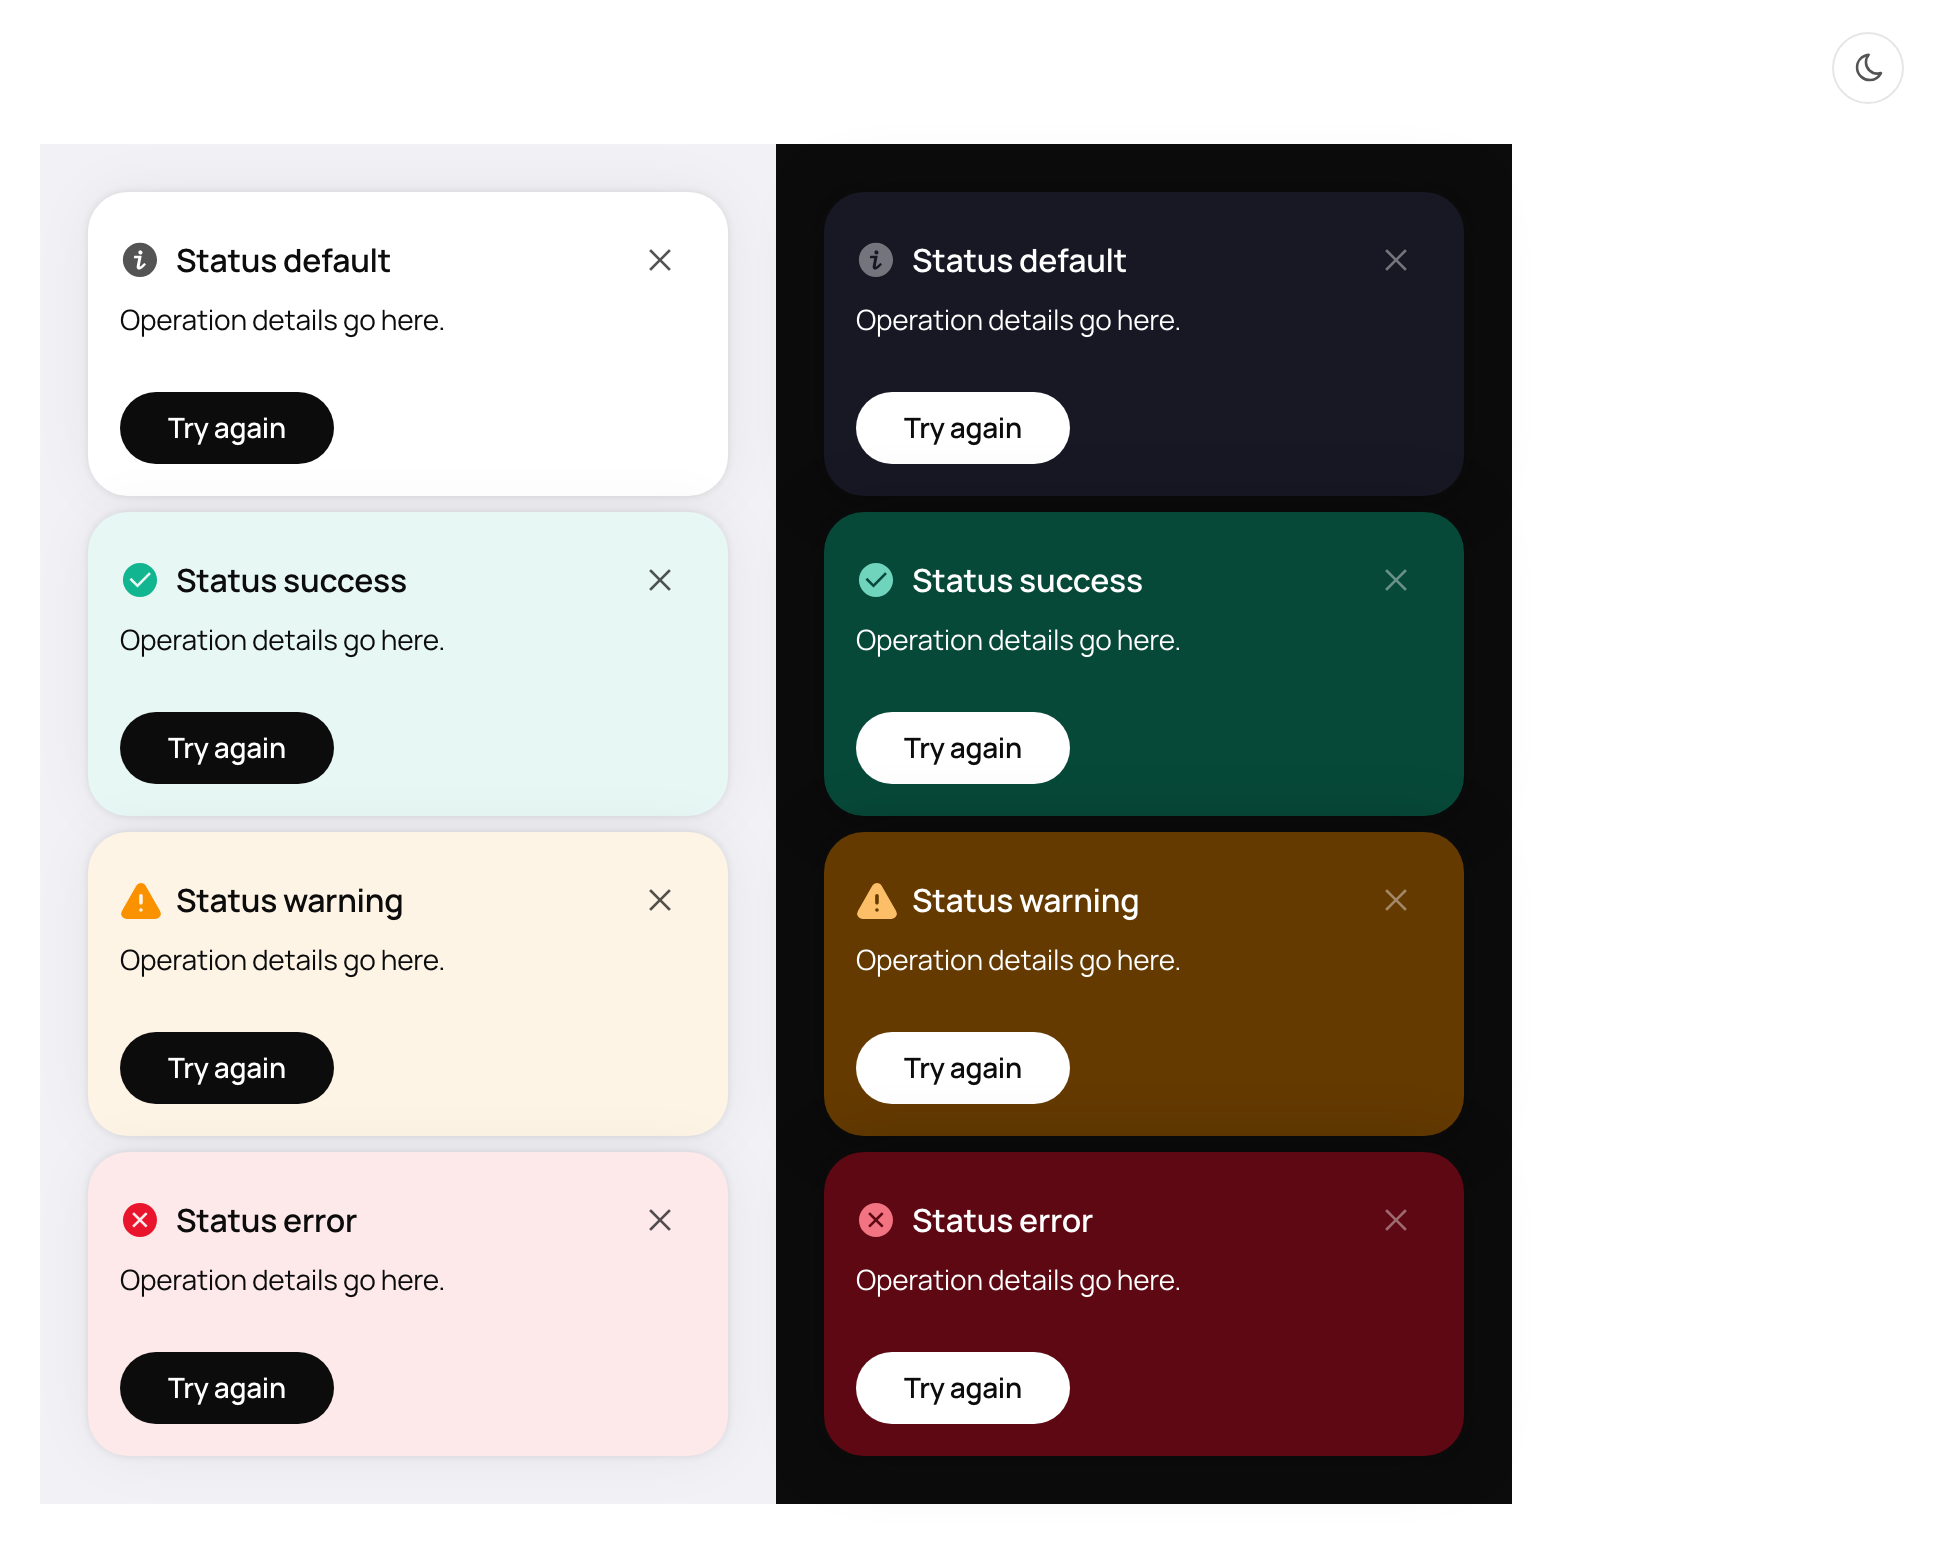 Status default
Operation details go here.
Try again
Status success
Operation details go here.
Try again
Status warning
Operation details go here.
Try again
Status error
Operation details go here.
Try again
Status default
Operation details go here.
Try again
Status success
Operation details go here.
Try again
Status warning
Operation details go here.
Try again
Status error
Operation details go here.
Try again